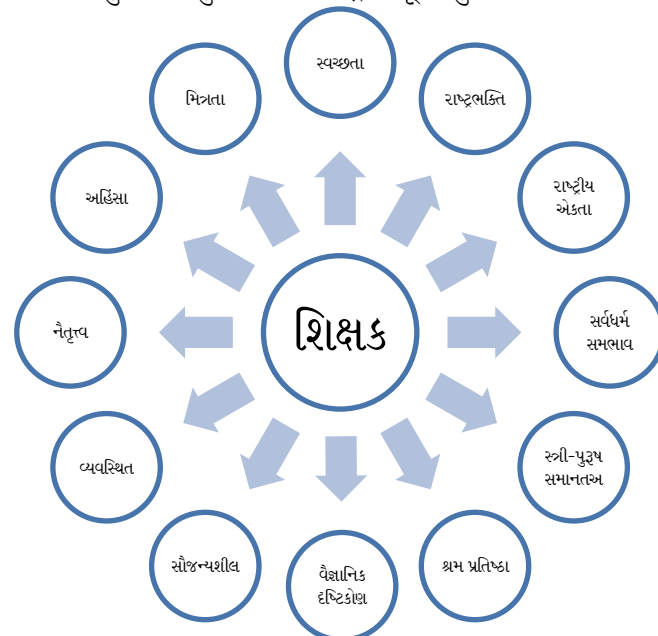 સ્વચ્છતા
રાષ્ટ્રભક્તિ
રાષ્ટ્રીય
એકતા
સર્વધર્મ
સમભાવ
સ્ત્રી-પુરૂષ
સમાનતઅ
શ્રમ પ્રતિષ્ઠા
વૈજ્ઞાનિક
દૃષ્ટિકોણ
સૌજન્યશીલ
વ્યવસ્થિત
નૈતૃત્ત્વ
અહિંસા
મિત્રતા
શિક્ષક